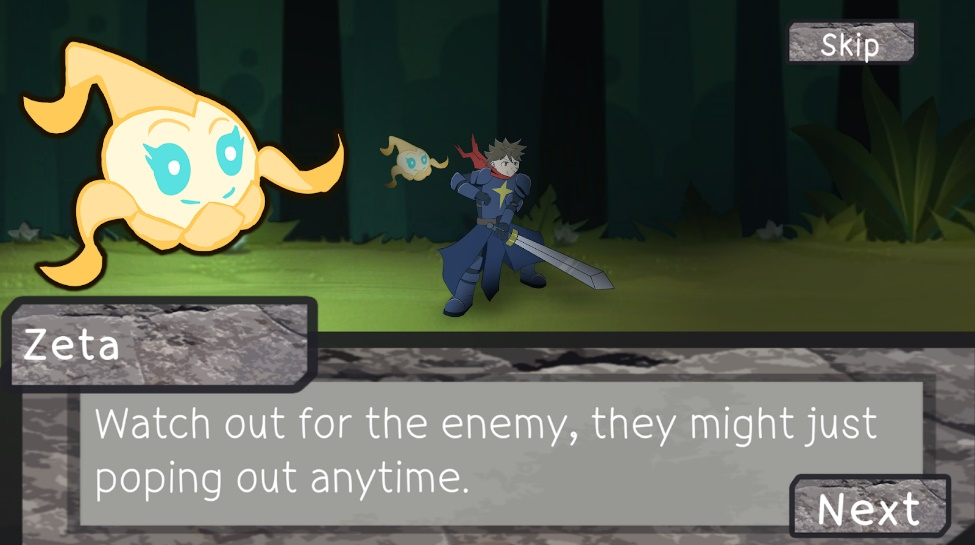 Skip
Zeta
Watch out for the enemy, they might just
poping out anytime.
Next